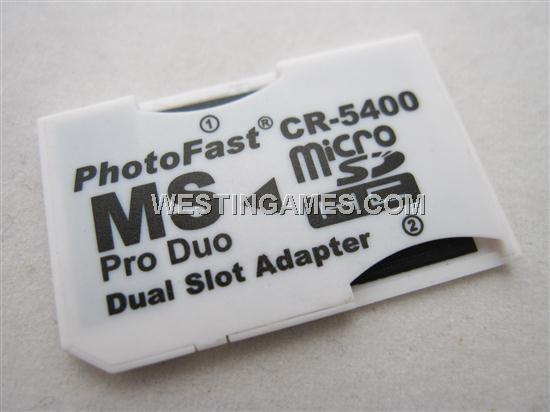 ①
PhotoFast® CR-5400
MS
micro
SD
Pro Duo
Dual Slot Adapter
②
WESTINGAMES.COM